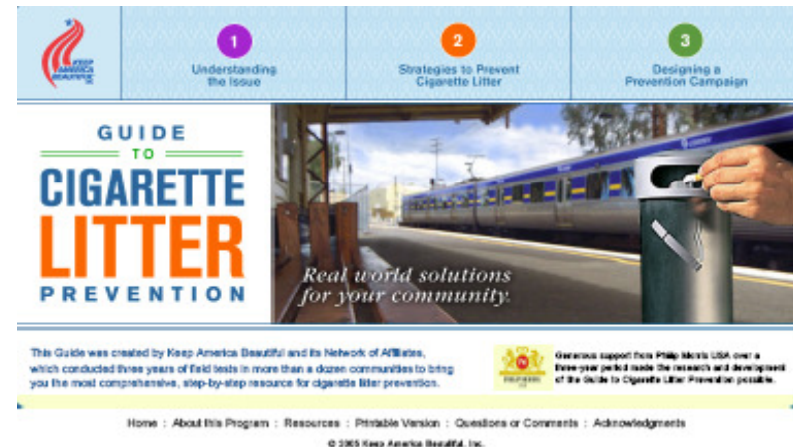 KEEP
AMERICA
BEAUTIFUL
1
Understanding
the Issue
2
Strategies to Prevent
Cigarette Litter
3
Designing a
Prevention Campaign
GUIDE
TO
CIGARETTE
LITTER
PREVENTION
Real world solutions
for your community.
This Guide was created by Keep America Beautiful and its Network of Affiliates,
which conducted three years of field tests in more than a dozen communities to bring
you the most comprehensive, step-by-step resource for cigarette litter prevention.
Generous support from Philip Morris USA over a
three-year period made the research and development
of the Guide to Cigarette Litter Prevention possible.
Home : About this Program : Resources : Printable Version : Questions or Comments : Acknowledgments
© 2005 Keep America Beautiful, Inc.